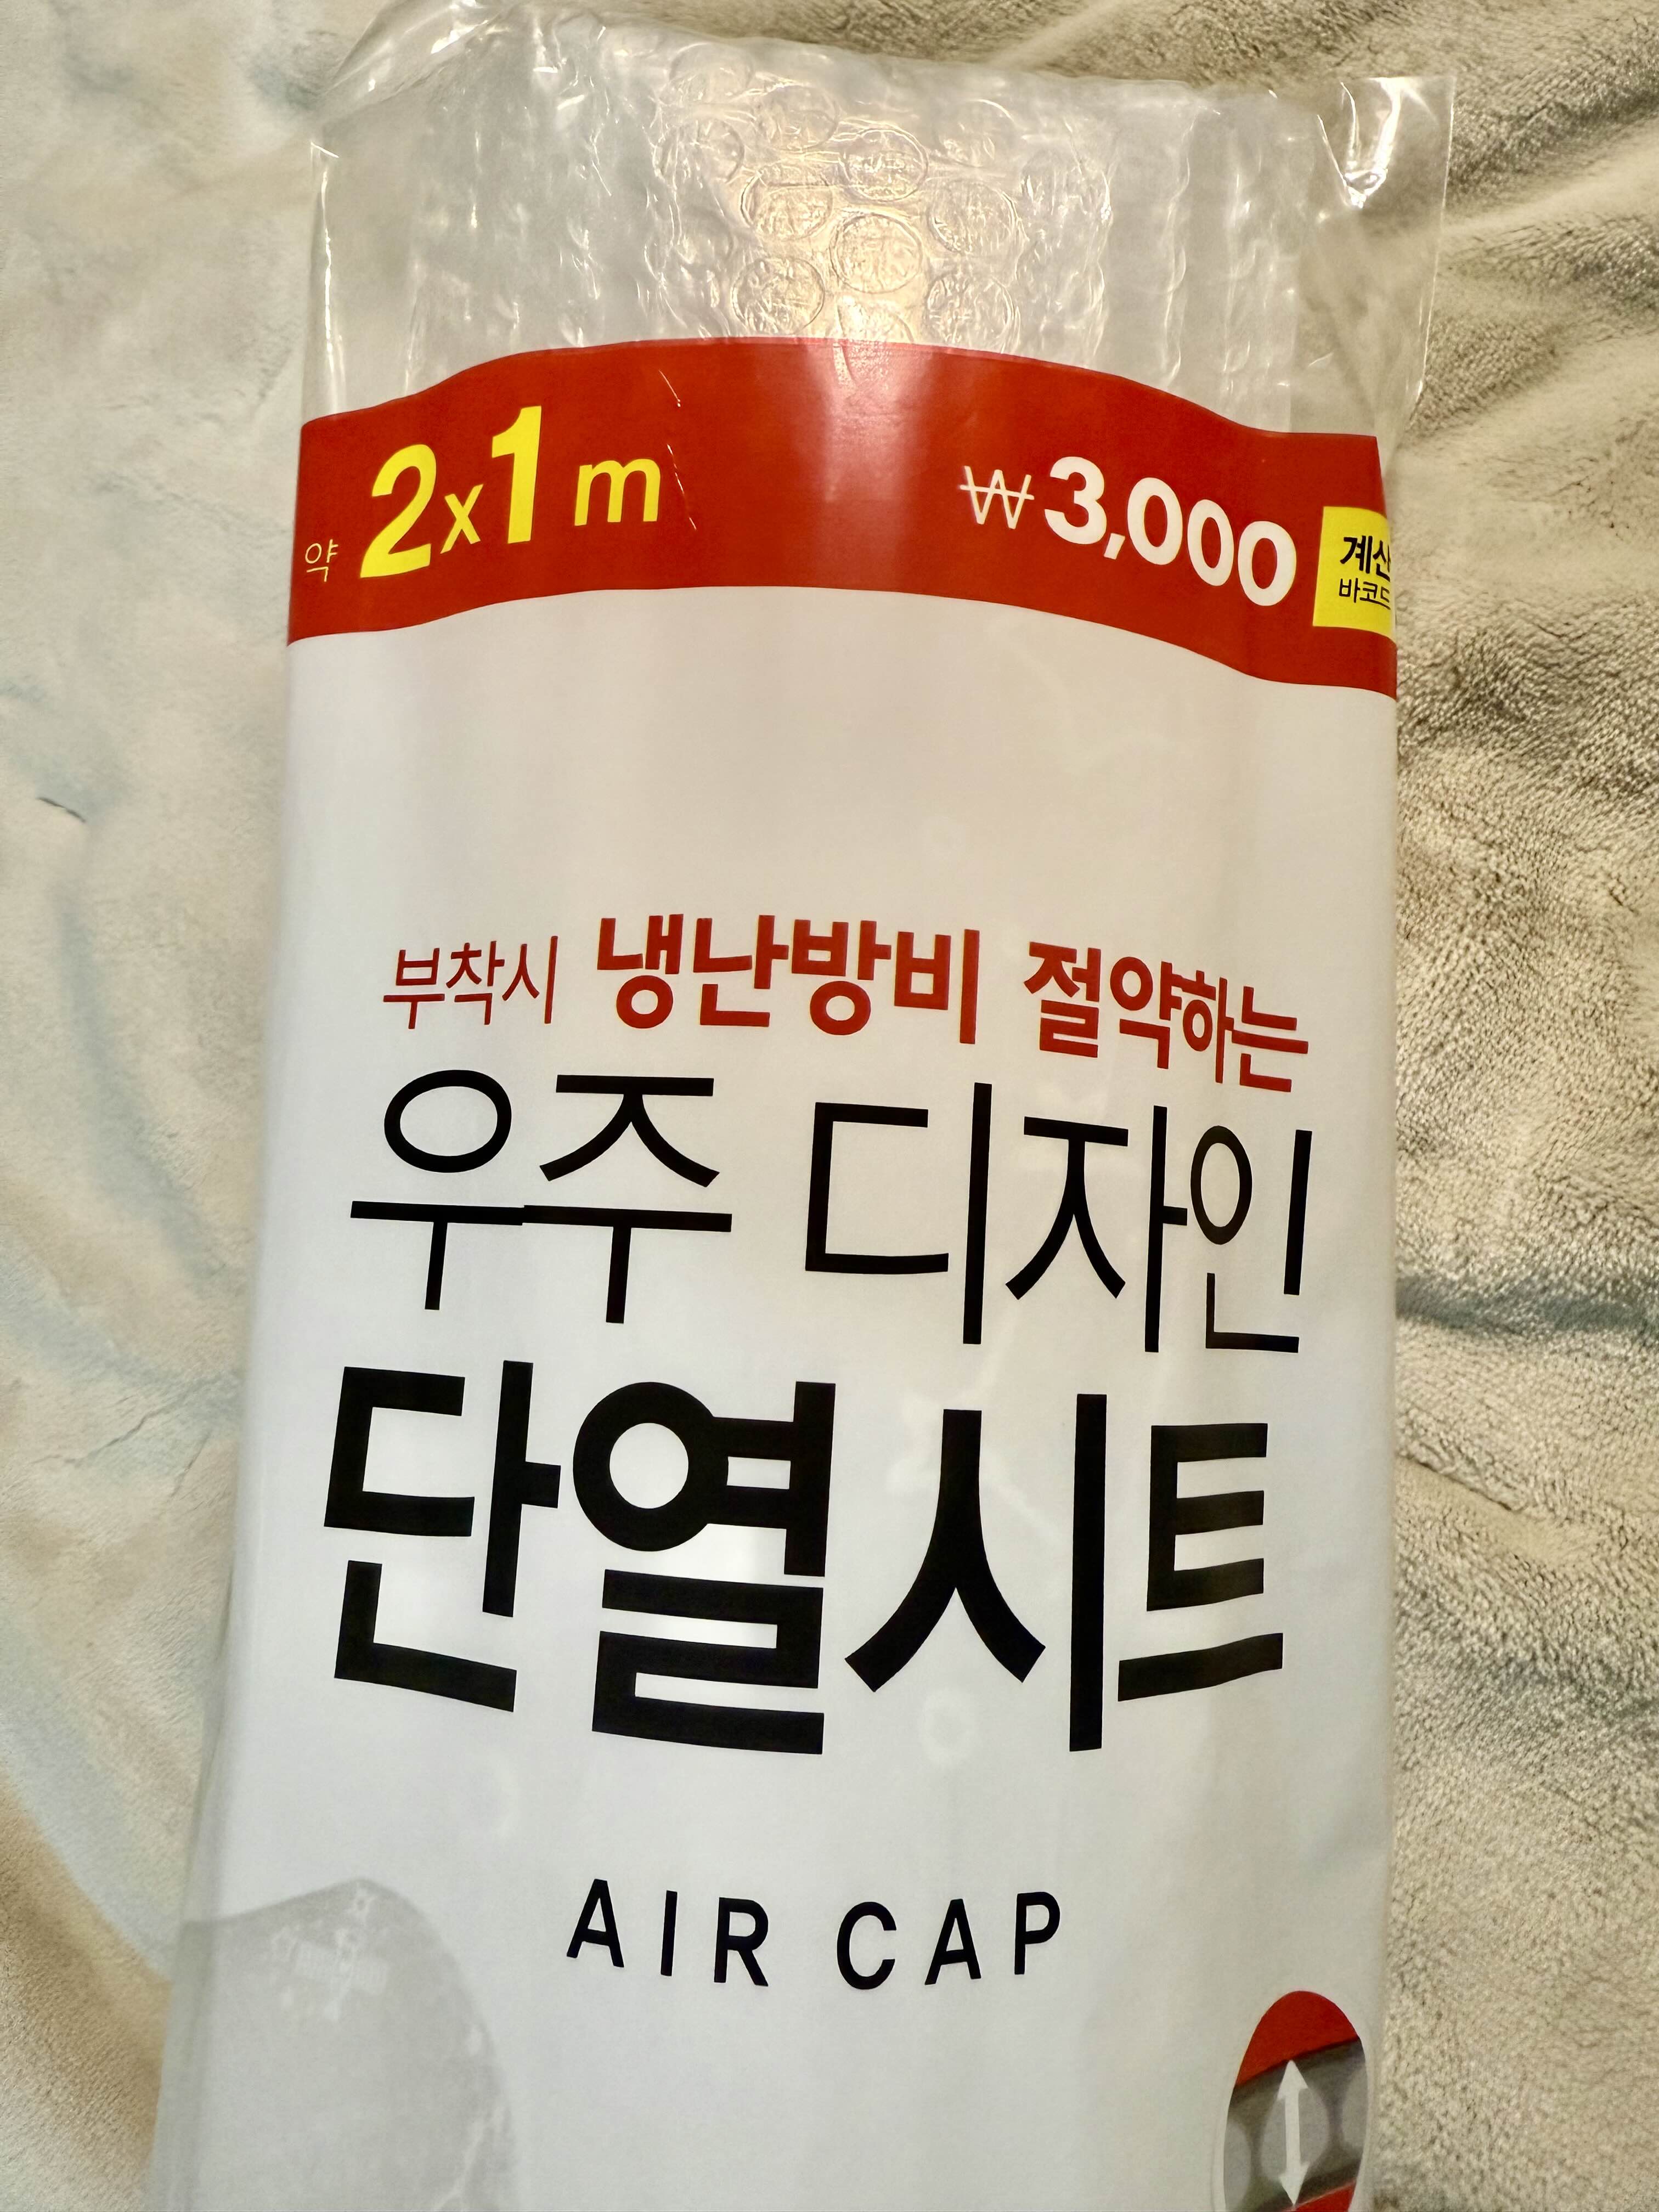 약 2x1 m
₩3,000
계산
바코드
부착시 냉난방비 절약하는
우주 디자인
단열시트
AIR CAP